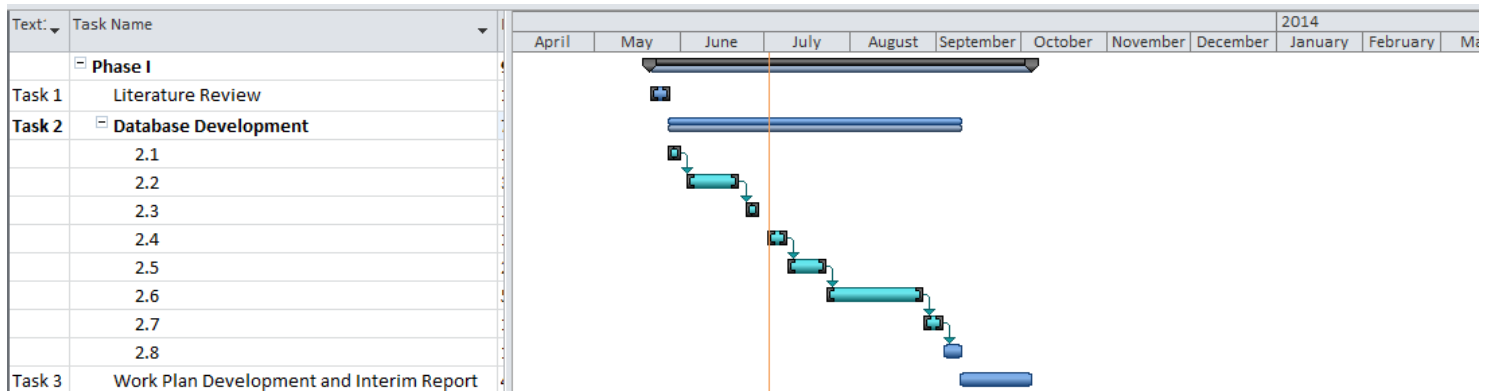 Text: Task Name 2014
April May June July August September October November December January February Ma
Phase I
Task 1 Literature Review
Task 2 Database Development
2.1
2.2
2.3
2.4
2.5
2.6
2.7
2.8
Task 3 Work Plan Development and Interim Report